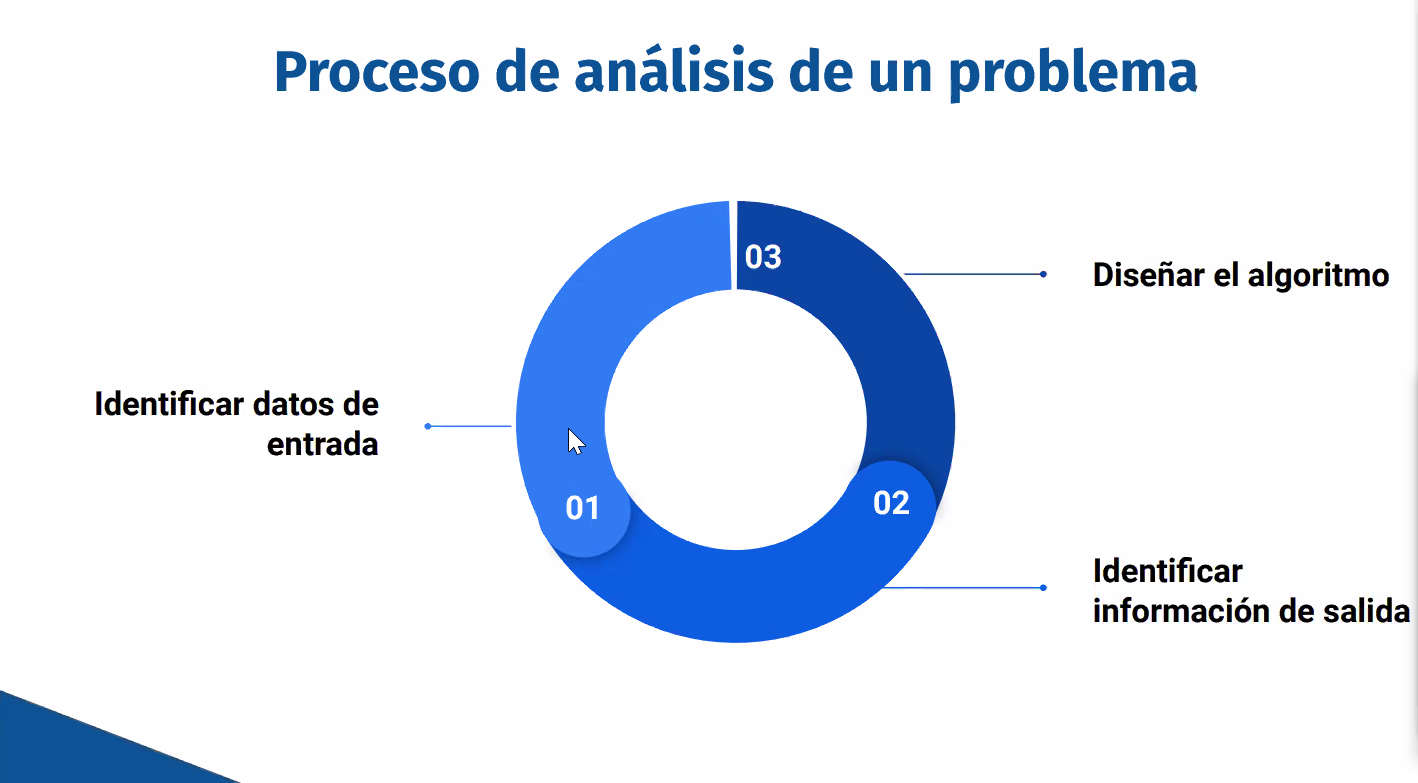 Proceso de análisis de un problema
03
Diseñar el algoritmo
Identificar datos de
entrada
01
02
Identificar
información de salida